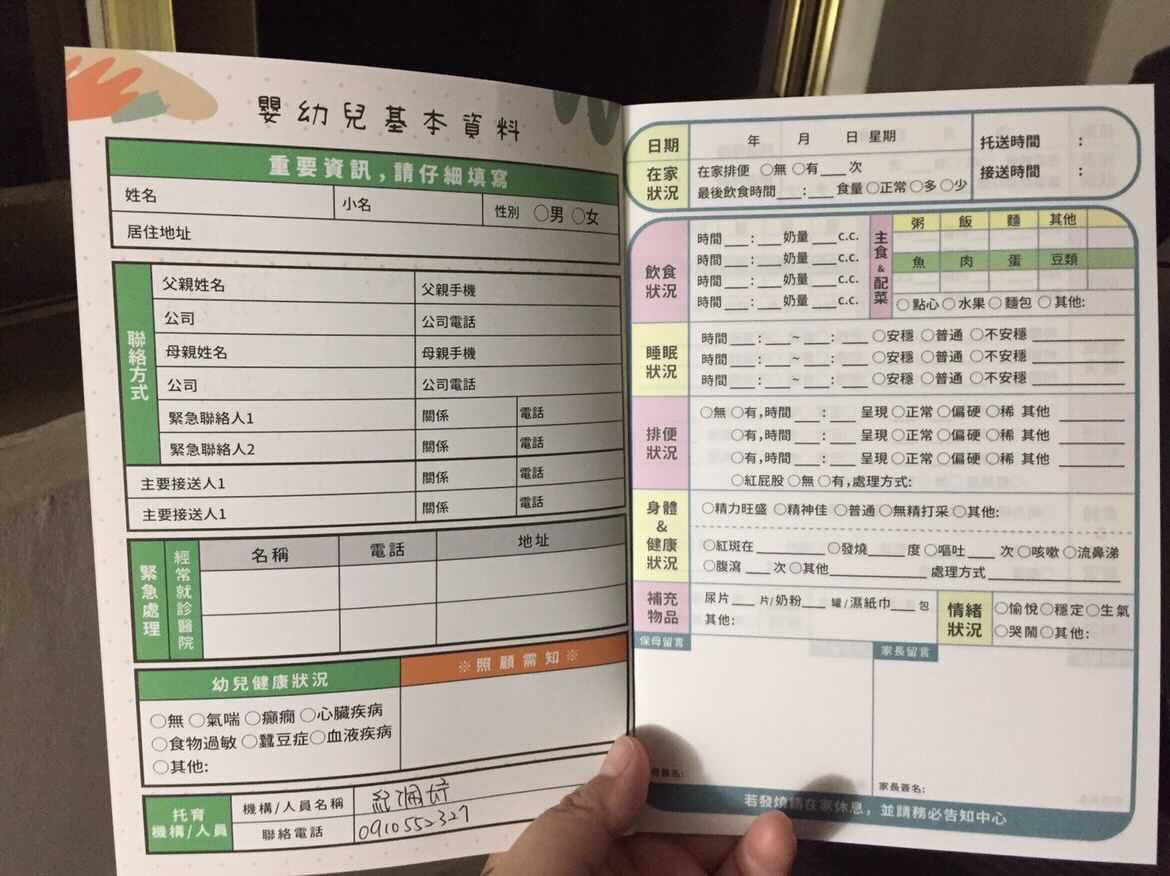 嬰幼兒基本資料
重要資訊，請仔細填寫
姓名 小名 性別 ○男 ○女
居住地址
聯絡方式
父親姓名 父親手機
公司 公司電話
母親姓名 母親手機
公司 公司電話
緊急聯絡人1 關係 電話
緊急聯絡人2 關係 電話
主要接送人1 關係 電話
主要接送人1 關係 電話
緊急處理 經常就診醫院
名稱 電話 地址
幼兒健康狀況
○無 ○氣喘 ○癲癇 ○心臟疾病
○食物過敏 ○蠶豆症 ○血液疾病
○其他:
※照顧需知※
托育機構/人員
機構/人員名稱
聯絡電話 0910552327
日期 年 月 日 星期
托送時間 :
接送時間 :
在家狀況
在家排便 ○無 ○有___次
最後飲食時間___:___ 食量 ○正常 ○多 ○少
飲食狀況
時間___:___奶量___c.c.
時間___:___奶量___c.c.
時間___:___奶量___c.c.
時間___:___奶量___c.c.
主食&配菜
粥 飯 麵 其他
魚 肉 蛋 豆類
○點心 ○水果 ○麵包 ○其他:
睡眠狀況
時間___:___~___:___ ○安穩 ○普通 ○不安穩___
時間___:___~___:___ ○安穩 ○普通 ○不安穩___
時間___:___~___:___ ○安穩 ○普通 ○不安穩___
排便狀況
○無 ○有,時間___:___ 呈現 ○正常 ○偏硬 ○稀 其他___
○有,時間___:___ 呈現 ○正常 ○偏硬 ○稀 其他___
○有,時間___:___ 呈現 ○正常 ○偏硬 ○稀 其他___
○紅屁股 ○無 ○有,處理方式:
身體&健康狀況
○精力旺盛 ○精神佳 ○普通 ○無精打采 ○其他:
○紅斑在___ ○發燒___度 ○嘔吐___次 ○咳嗽 ○流鼻涕
○腹瀉___次 ○其他___ 處理方式___
補充物品
尿片___片/奶粉___罐/濕紙巾___包
其他:
情緒狀況
○愉悅 ○穩定 ○生氣
○哭鬧 ○其他:
保母留言
家長留言
簽名:
家長簽名:
若發燒請在家休息，並請務必告知中心